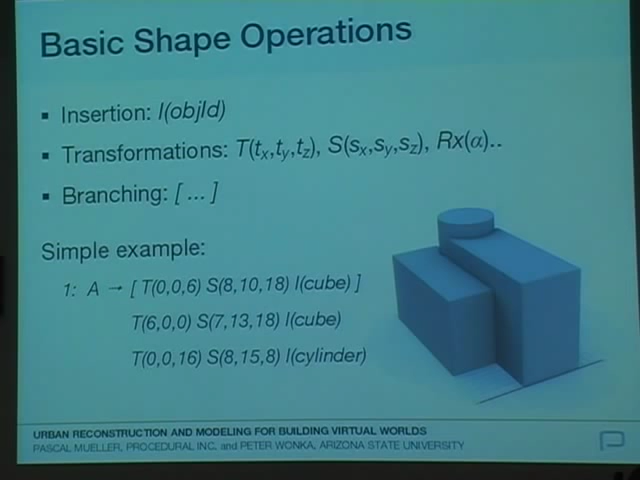 Basic Shape Operations
▪ Insertion: I(objId)
▪ Transformations: T(tx,ty,tz), S(sx,sy,sz), Rx(α)..
▪ Branching: [ ... ]
Simple example:
1: A → [ T(0,0,6) S(8,10,18) I(cube) ]
T(6,0,0) S(7,13,18) I(cube)
T(0,0,16) S(8,15,8) I(cylinder)
URBAN RECONSTRUCTION AND MODELING FOR BUILDING VIRTUAL WORLDS
PASCAL MUELLER, PROCEDURAL INC. and PETER WONKA, ARIZONA STATE UNIVERSITY